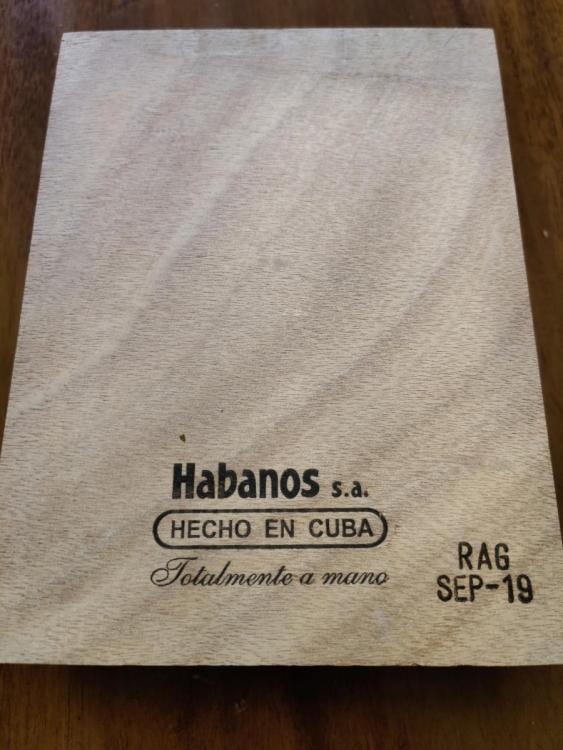 Habanos s.a.
HECHO EN CUBA
Totalmente a mano
RAG
SEP-19